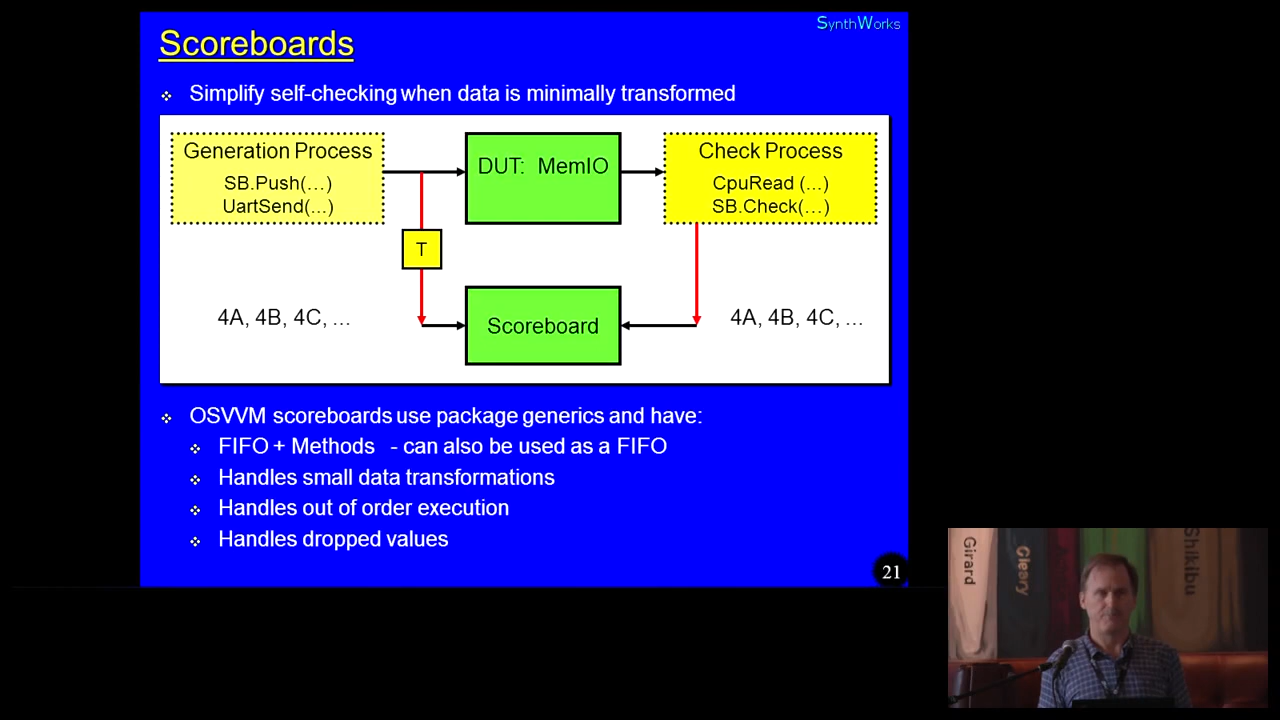 SynthWorks
Scoreboards
Simplify self-checking when data is minimally transformed
Generation Process
SB.Push(…)
UartSend(...)
DUT: MemIO
Check Process
CpuRead (...)
SB.Check(…)
T
4A, 4B, 4C, ...
Scoreboard
4A, 4B, 4C, ...
OSVVM scoreboards use package generics and have:
FIFO + Methods - can also be used as a FIFO
Handles small data transformations
Handles out of order execution
Handles dropped values
21
Girard
Cleary
Shikibu